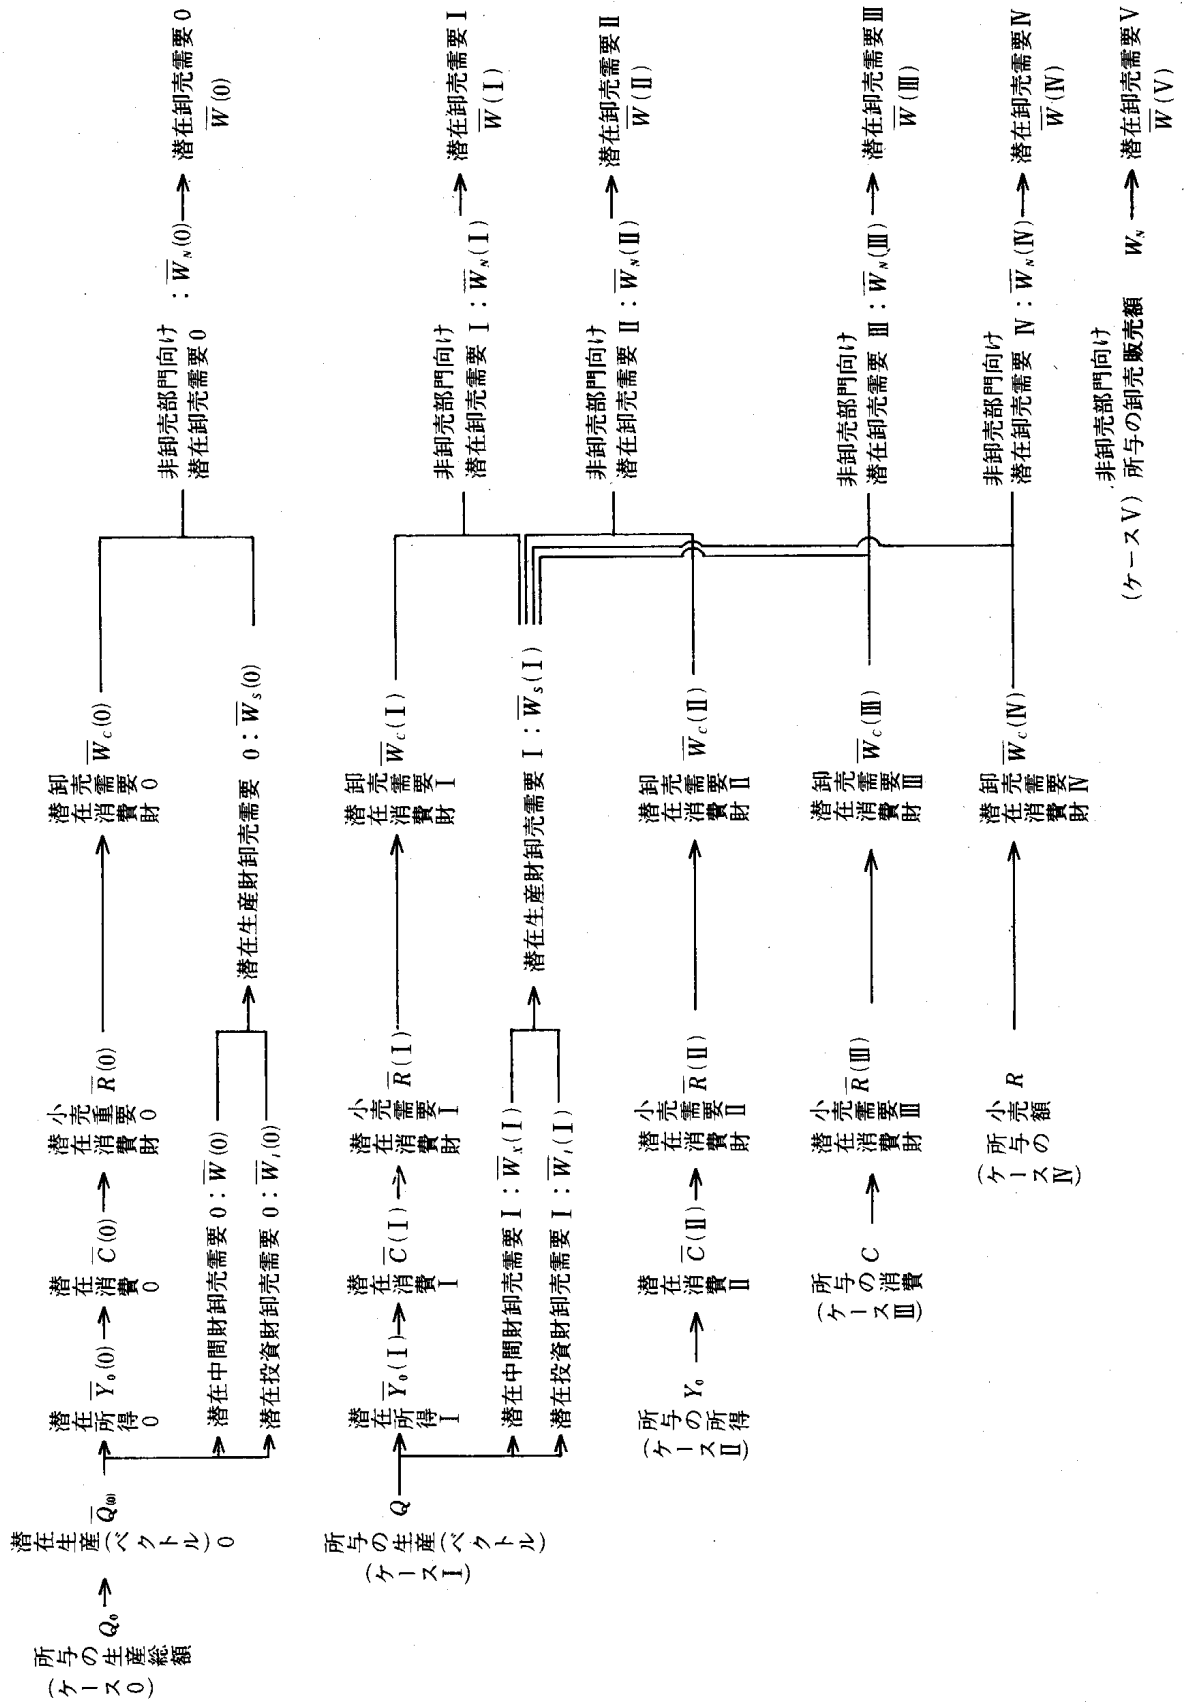 所与の生産総額
(ケース0)
Q₀
潜在生産(ベクトル)0
Q̅(0)
潜在所得0
Y̅₀(0)
潜在消費0
C̅(0)
潜在消費財
小売重要0
R̅(0)
潜在消費財
卸売需要0
W̅c(0)
潜在中間財卸売需要0：W̅(0)
潜在投資財卸売需要0：W̅ı(0)
潜在生産財卸売需要 0：W̅s(0)
非卸売部門向け
潜在卸売需要0
：W̅N(0)
潜在卸売需要0
W̅(0)
所与の生産(ベクトル)
(ケースⅠ)
Q
潜在所得Ⅰ
Y̅₀(Ⅰ)
潜在消費Ⅰ
C̅(Ⅰ)
潜在消費財
小売需要Ⅰ
R̅(Ⅰ)
潜在消費財
卸売需要Ⅰ
W̅c(Ⅰ)
潜在中間財卸売需要Ⅰ：W̅x(Ⅰ)
潜在投資財卸売需要Ⅰ：W̅ı(Ⅰ)
潜在生産財卸売需要Ⅰ：W̅s(Ⅰ)
非卸売部門向け
潜在卸売需要Ⅰ：W̅N(Ⅰ)
潜在卸売需要Ⅰ
W̅(Ⅰ)
非卸売部門向け
潜在卸売需要Ⅱ：W̅N(Ⅱ)
潜在卸売需要Ⅱ
W̅(Ⅱ)
所与の所得
(ケースⅡ)
Y₀
潜在消費Ⅱ
C̅(Ⅱ)
潜在消費財
小売需要Ⅱ
R̅(Ⅱ)
潜在消費財
卸売需要Ⅱ
W̅c(Ⅱ)
所与の消費
(ケースⅢ)
C
潜在消費財
小売需要Ⅲ
R̅(Ⅲ)
潜在消費財
卸売需要Ⅲ
W̅c(Ⅲ)
非卸売部門向け
潜在卸売需要Ⅲ：W̅N(Ⅲ)
潜在卸売需要Ⅲ
W̅(Ⅲ)
所与の
小売額
(ケースⅣ)
R
潜在消費財
卸売需要Ⅳ
W̅c(Ⅳ)
非卸売部門向け
潜在卸売需要Ⅳ：W̅N(Ⅳ)
潜在卸売需要Ⅳ
W̅(Ⅳ)
非卸売部門向け
(ケースⅤ)所与の卸売販売額 WN
潜在卸売需要Ⅴ
W̅(Ⅴ)